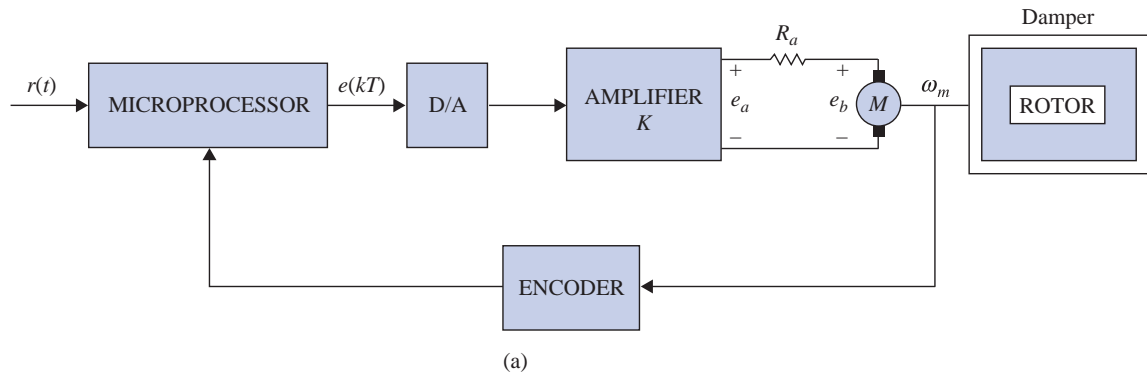 Damper
r(t)
MICROPROCESSOR
e(kT)
D/A
AMPLIFIER
K
R_a
+
e_a
−
+
e_b
−
M
ω_m
ROTOR
ENCODER
(a)